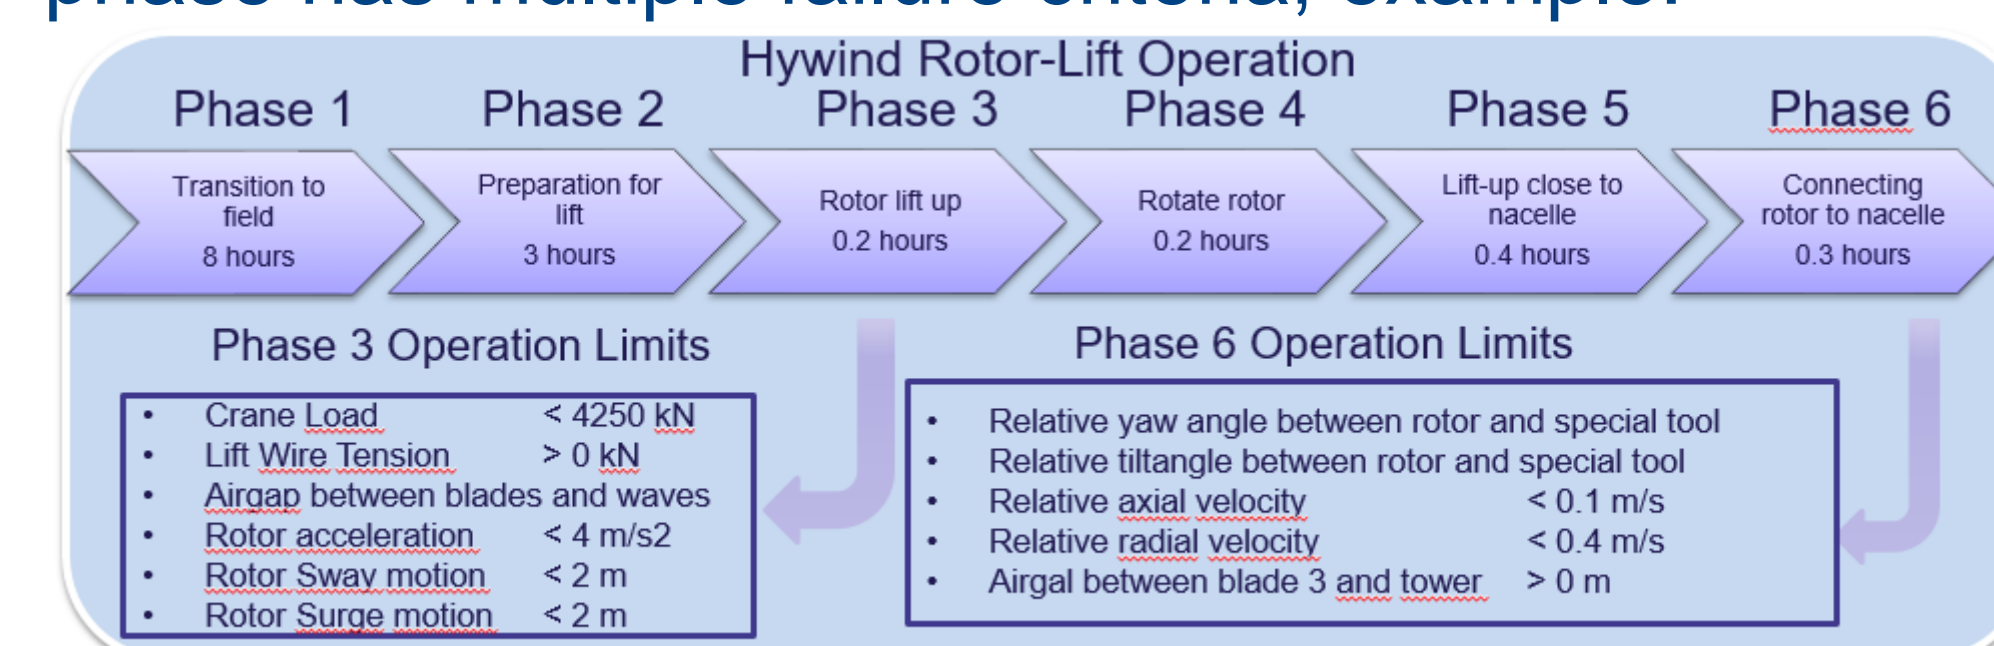 phase has multiple failure criteria, example:
Hywind Rotor-Lift Operation
Phase 1
Phase 2
Phase 3
Phase 4
Phase 5
Phase 6
Transition to
field
8 hours
Preparation for
lift
3 hours
Rotor lift up
0.2 hours
Rotate rotor
0.2 hours
Lift-up close to
nacelle
0.4 hours
Connecting
rotor to nacelle
0.3 hours
Phase 3 Operation Limits
• Crane Load < 4250 kN
• Lift Wire Tension > 0 kN
• Airgap between blades and waves
• Rotor acceleration < 4 m/s2
• Rotor Sway motion < 2 m
• Rotor Surge motion < 2 m
Phase 6 Operation Limits
• Relative yaw angle between rotor and special tool
• Relative tiltangle between rotor and special tool
• Relative axial velocity < 0.1 m/s
• Relative radial velocity < 0.4 m/s
• Airgal between blade 3 and tower > 0 m